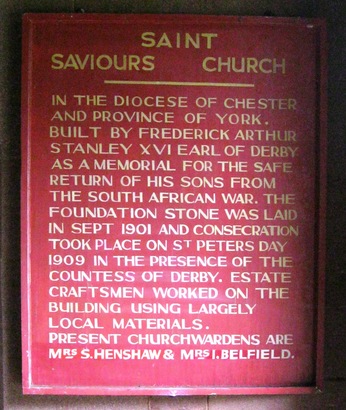 SAINT
SAVIOURS CHURCH
IN THE DIOCESE OF CHESTER
AND PROVINCE OF YORK.
BUILT BY FREDERICK ARTHUR
STANLEY XVI EARL OF DERBY
AS A MEMORIAL FOR THE SAFE
RETURN OF HIS SONS FROM
THE SOUTH AFRICAN WAR. THE
FOUNDATION STONE WAS LAID
IN SEPT 1901 AND CONSECRATION
TOOK PLACE ON ST PETERS DAY
1909 IN THE PRESENCE OF THE
COUNTESS OF DERBY. ESTATE
CRAFTSMEN WORKED ON THE
BUILDING USING LARGELY
LOCAL MATERIALS.
PRESENT CHURCHWARDENS ARE
MRS S.HENSHAW & MRS I.BELFIELD.